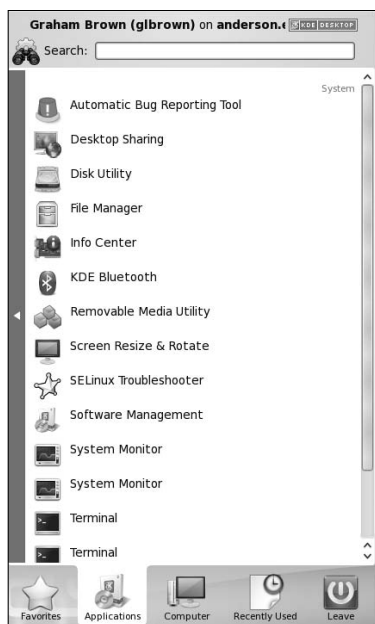 Graham Brown (glbrown) on anderson.e KDE DESKTOP
Search:
System
Automatic Bug Reporting Tool
Desktop Sharing
Disk Utility
File Manager
Info Center
KDE Bluetooth
Removable Media Utility
Screen Resize & Rotate
SELinux Troubleshooter
Software Management
System Monitor
System Monitor
Terminal
Terminal
Favorites Applications Computer Recently Used Leave